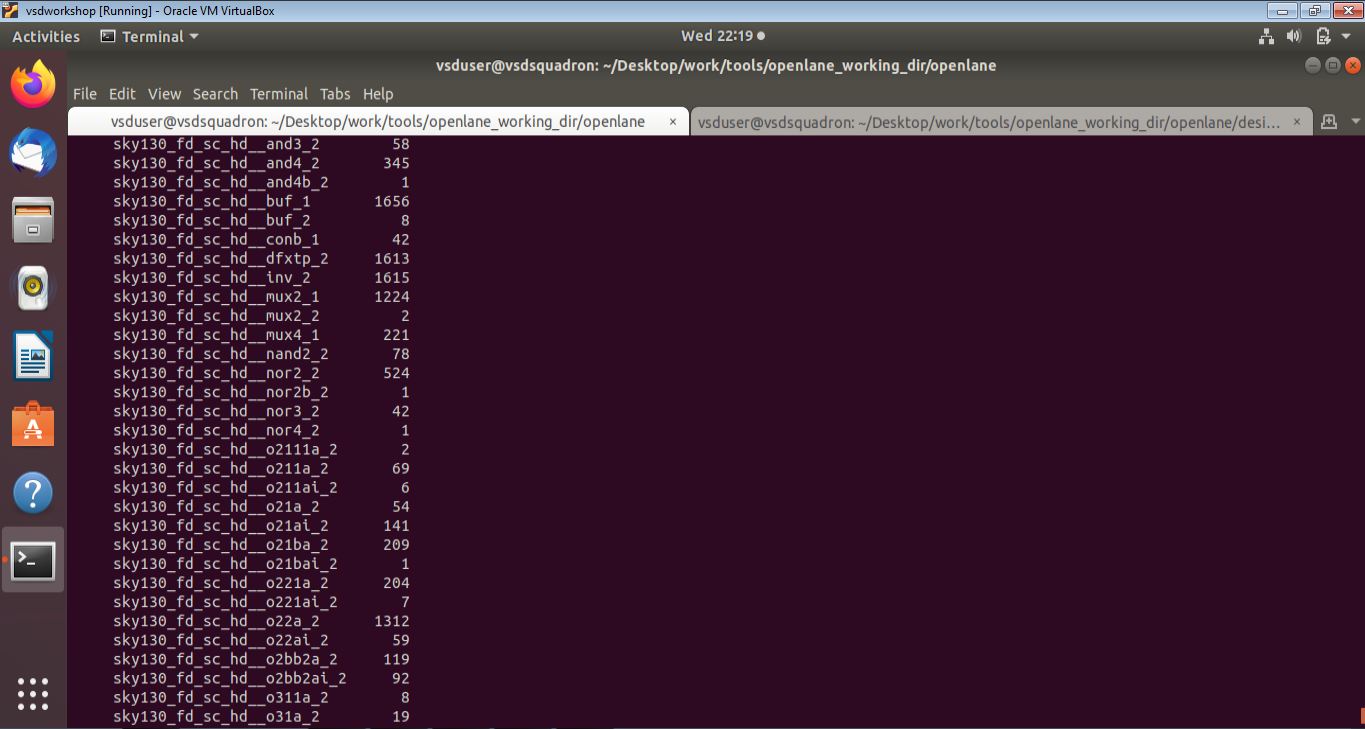 vsdworkshop [Running] - Oracle VM VirtualBox
Activities Terminal Wed 22:19
vsduser@vsdsquadron: ~/Desktop/work/tools/openlane_working_dir/openlane
File Edit View Search Terminal Tabs Help
vsduser@vsdsquadron: ~/Desktop/work/tools/openlane_working_dir/openlane × vsduser@vsdsquadron: ~/Desktop/work/tools/openlane_working_dir/openlane/desi... ×
sky130_fd_sc_hd__and3_2 58
sky130_fd_sc_hd__and4_2 345
sky130_fd_sc_hd__and4b_2 1
sky130_fd_sc_hd__buf_1 1656
sky130_fd_sc_hd__buf_2 8
sky130_fd_sc_hd__conb_1 42
sky130_fd_sc_hd__dfxtp_2 1613
sky130_fd_sc_hd__inv_2 1615
sky130_fd_sc_hd__mux2_1 1224
sky130_fd_sc_hd__mux2_2 2
sky130_fd_sc_hd__mux4_1 221
sky130_fd_sc_hd__nand2_2 78
sky130_fd_sc_hd__nor2_2 524
sky130_fd_sc_hd__nor2b_2 1
sky130_fd_sc_hd__nor3_2 42
sky130_fd_sc_hd__nor4_2 1
sky130_fd_sc_hd__o2111a_2 2
sky130_fd_sc_hd__o211a_2 69
sky130_fd_sc_hd__o211ai_2 6
sky130_fd_sc_hd__o21a_2 54
sky130_fd_sc_hd__o21ai_2 141
sky130_fd_sc_hd__o21ba_2 209
sky130_fd_sc_hd__o21bai_2 1
sky130_fd_sc_hd__o221a_2 204
sky130_fd_sc_hd__o221ai_2 7
sky130_fd_sc_hd__o22a_2 1312
sky130_fd_sc_hd__o22ai_2 59
sky130_fd_sc_hd__o2bb2a_2 119
sky130_fd_sc_hd__o2bb2ai_2 92
sky130_fd_sc_hd__o311a_2 8
sky130_fd_sc_hd__o31a_2 19